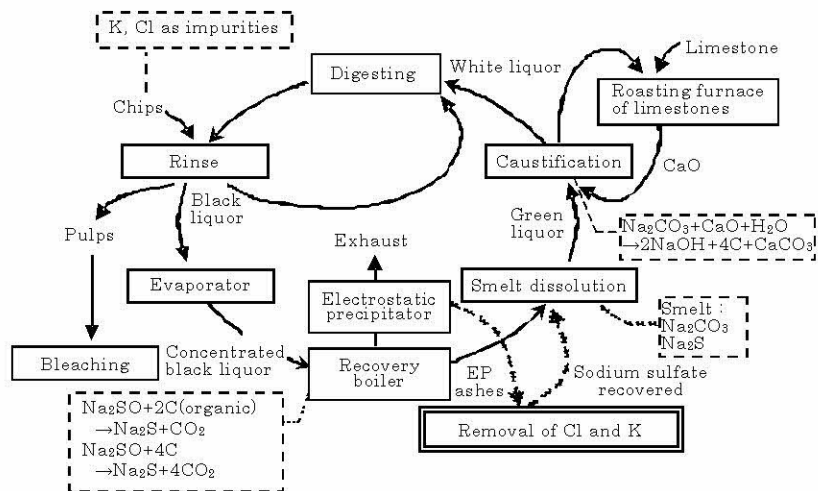 K, Cl as impurities
Chips
Digesting
White liquor
Limestone
Roasting furnace
of limestones
Rinse
Caustification
CaO
Black
liquor
Green
liquor
Na₂CO₃+CaO+H₂O
→2NaOH+4C+CaCO₃
Pulps
Exhaust
Evaporator
Electrostatic
precipitator
Smelt dissolution
Smelt :
Na₂CO₃
Na₂S
Bleaching
Concentrated
black liquor
Recovery
boiler
EP
ashes
Sodium sulfate
recovered
Na₂SO+2C(organic)
→Na₂S+CO₂
Na₂SO+4C
→Na₂S+4CO₂
Removal of Cl and K